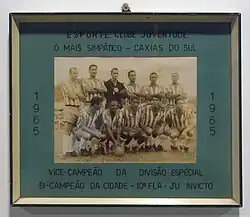 ESPORTE CLUBE JUVENTUDE
O MAIS SIMPÁTICO - CAXIAS DO SUL
1965
1965
VICE-CAMPEÃO DA DIVISÃO ESPECIAL
BI-CAMPEÃO DA CIDADE - 10º FLA-JU INVICTO